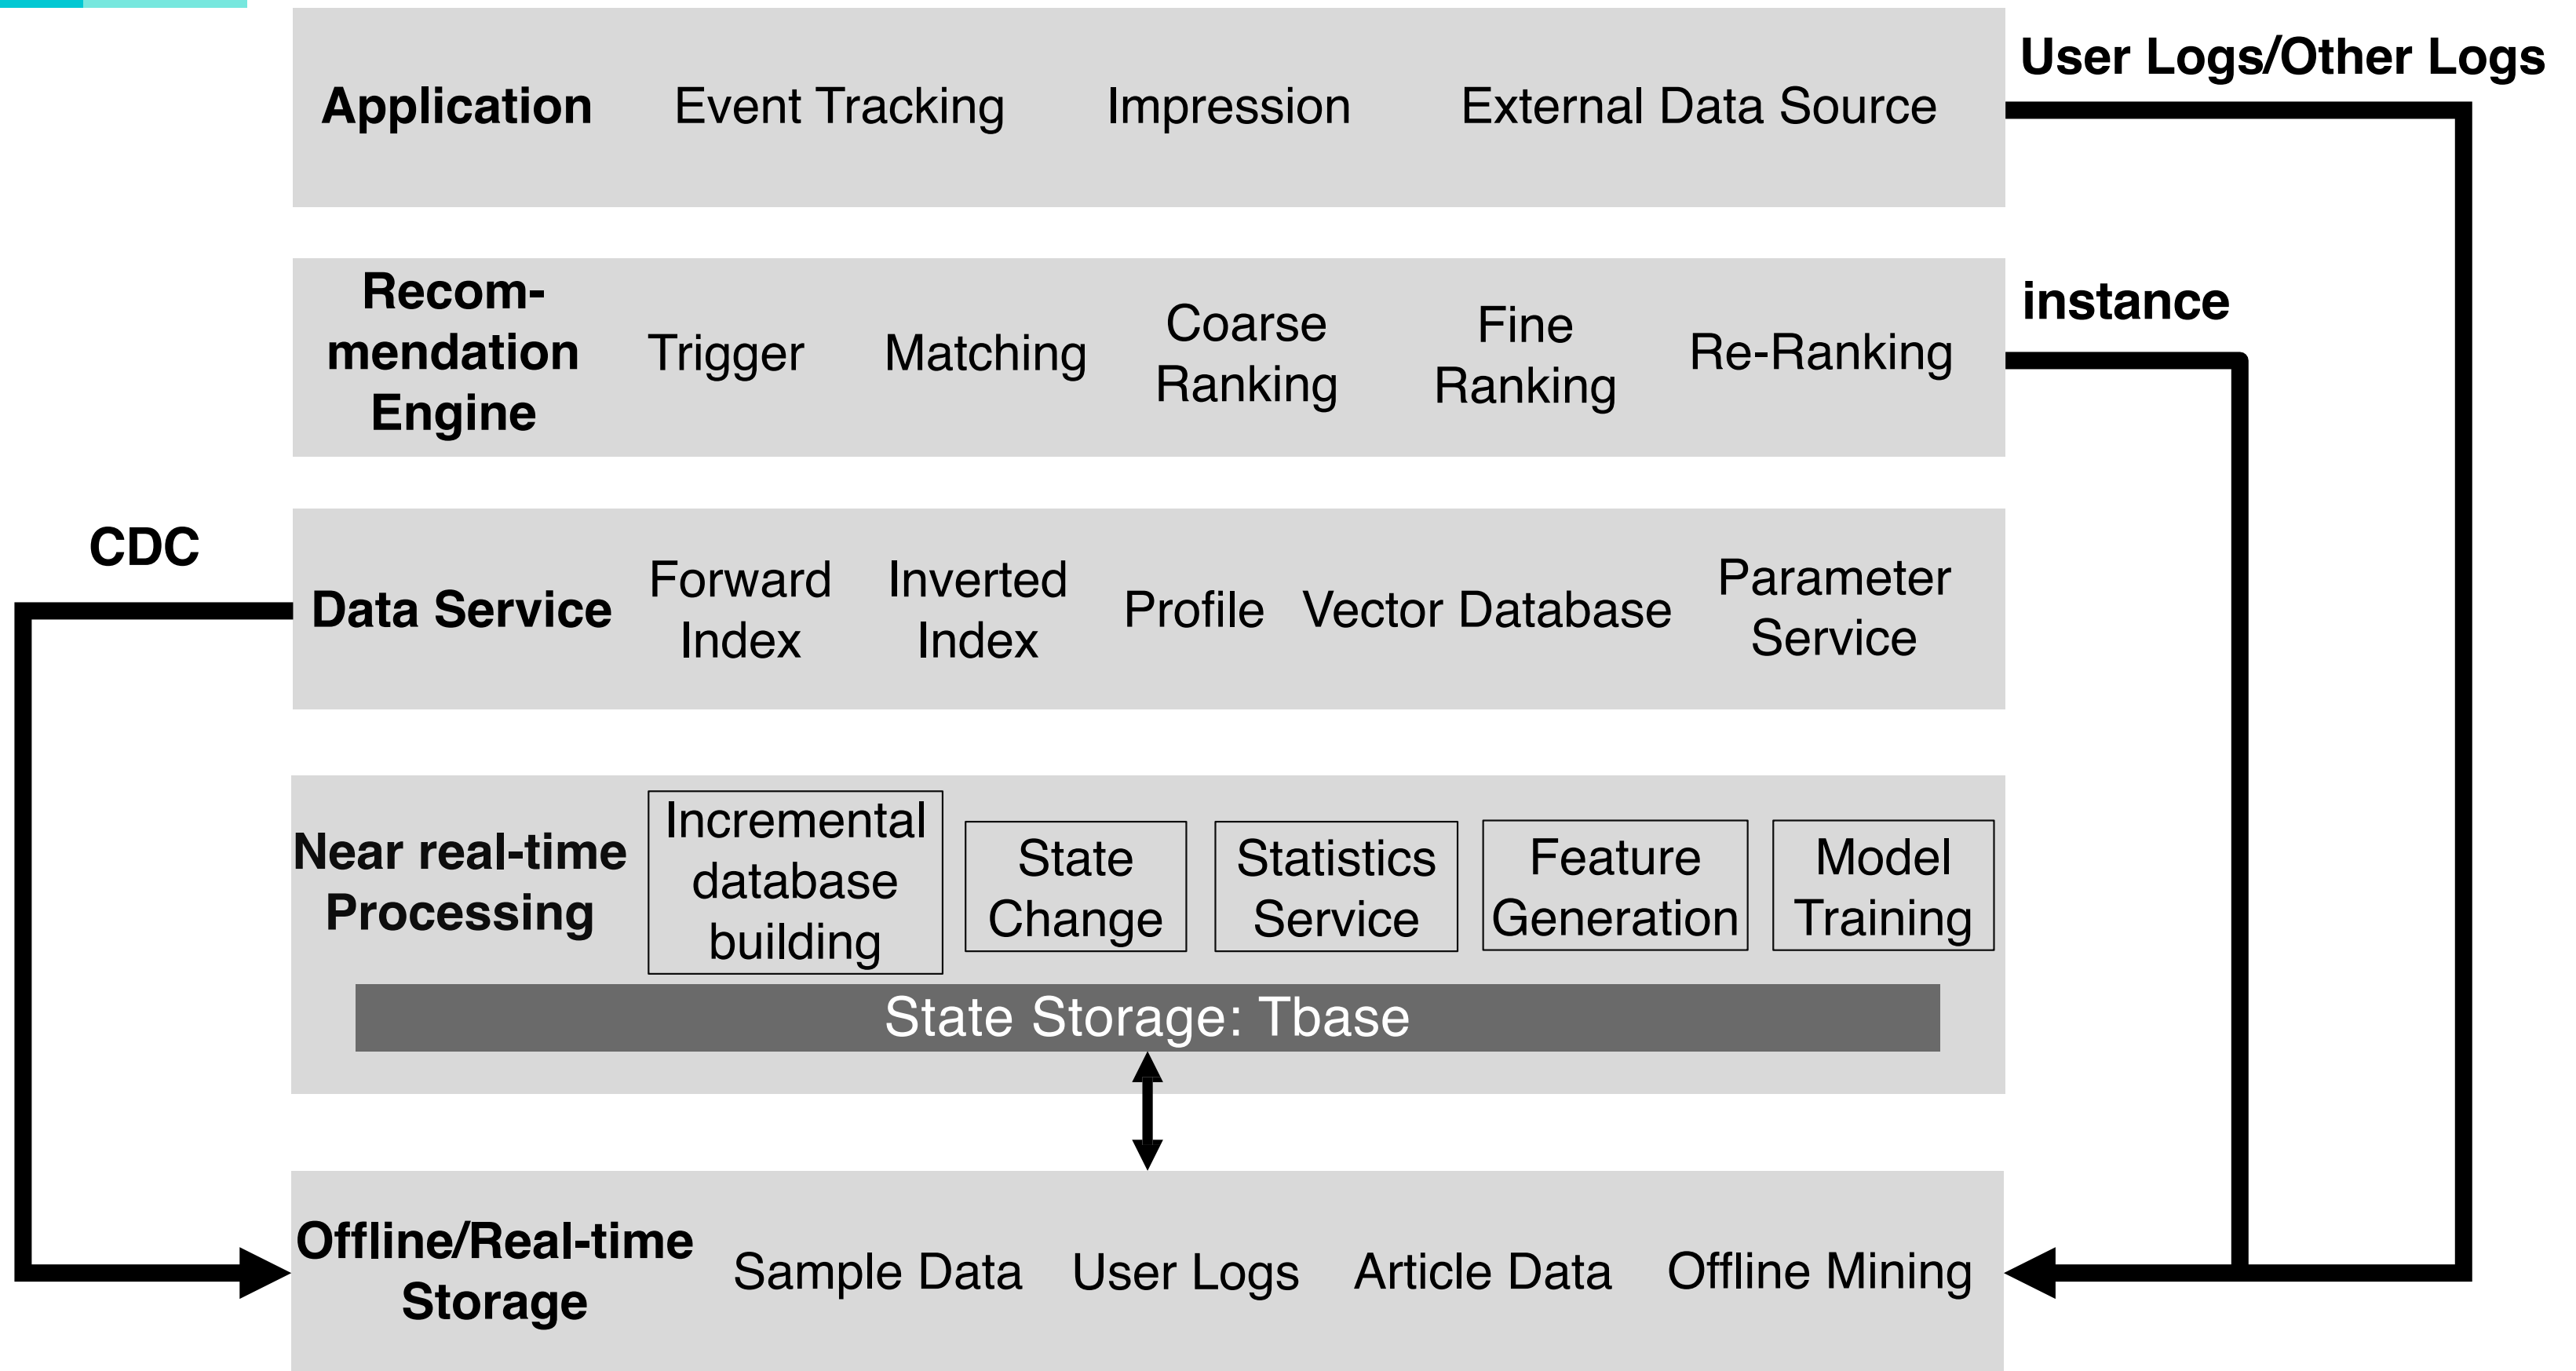 User Logs/Other Logs
Application
Event Tracking
Impression
External Data Source
Recom-
mendation
Engine
Trigger
Matching
Coarse
Ranking
Fine
Ranking
Re-Ranking
instance
CDC
Data Service
Forward
Index
Inverted
Index
Profile
Vector Database
Parameter
Service
Near real-time
Processing
Incremental
database
building
State
Change
Statistics
Service
Feature
Generation
Model
Training
State Storage: Tbase
Offline/Real-time
Storage
Sample Data
User Logs
Article Data
Offline Mining